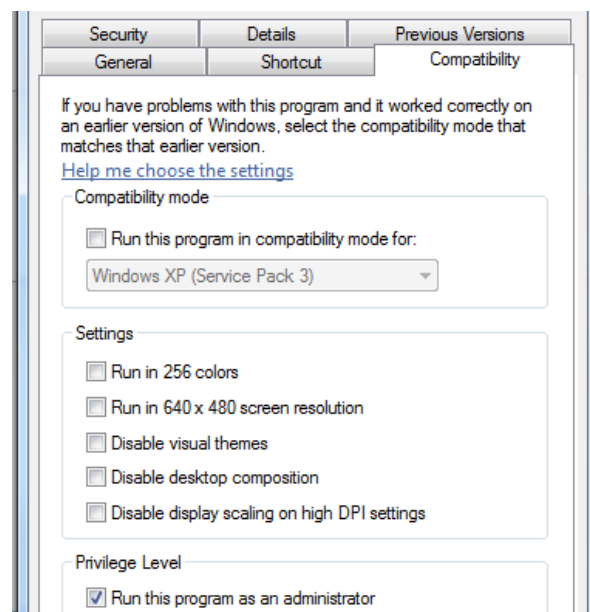 Security Details Previous Versions
General Shortcut Compatibility
If you have problems with this program and it worked correctly on
an earlier version of Windows, select the compatibility mode that
matches that earlier version.
Help me choose the settings
Compatibility mode
Run this program in compatibility mode for:
Windows XP (Service Pack 3)
Settings
Run in 256 colors
Run in 640 x 480 screen resolution
Disable visual themes
Disable desktop composition
Disable display scaling on high DPI settings
Privilege Level
Run this program as an administrator